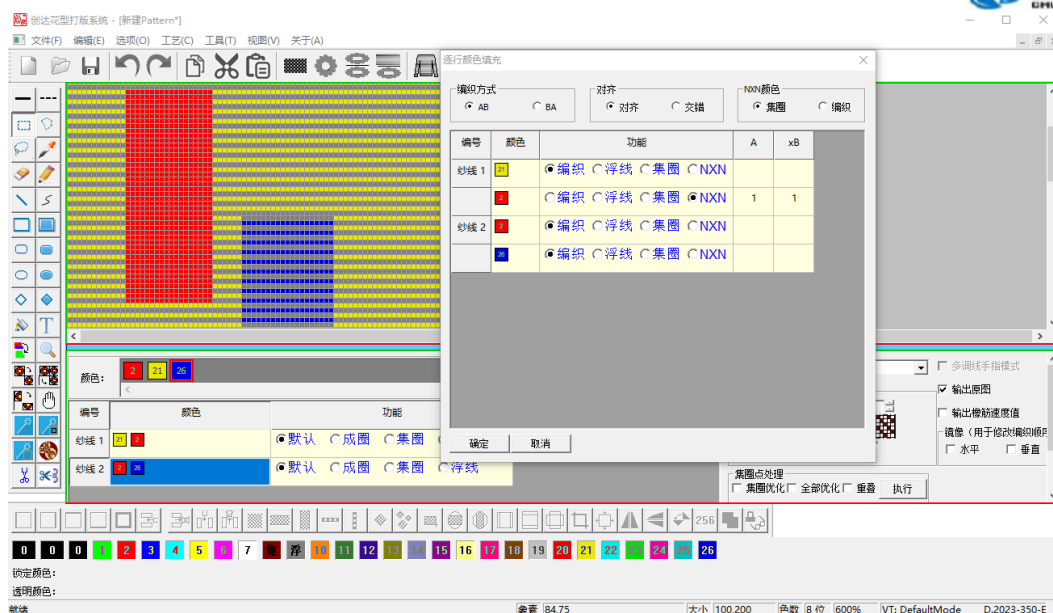 CHU
创达花型打版系统 - [新建Pattern*]
文件(F) 编辑(E) 选项(O) 工艺(C) 工具(T) 视图(V) 关于(A)
逐行颜色填充
编织方式 对齐 NXN颜色
AB BA 对齐 交错 集圈 编织
编号 颜色 功能 A xB
纱线 1 21 编织 浮线 集圈 NXN
2 编织 浮线 集圈 NXN 1 1
纱线 2 2 编织 浮线 集圈 NXN
26 编织 浮线 集圈 NXN
确定 取消
颜色: 2 21 26
编号 颜色 功能
纱线 1 21 2 默认 成圈 集圈
纱线 2 2 26 默认 成圈 集圈 浮线
多调线手指模式
输出原图
输出橡筋速度值
镜像(用于修改编织顺序
水平 垂直
集圈点处理
集圈优化 全部优化 重叠 执行
256
0 0 0 1 2 3 4 5 6 7 集 浮 10 11 12 13 14 15 16 17 18 19 20 21 22 23 24 25 26
锁定颜色:
透明颜色:
就绪 象素 84,75 大小 100,200 色数 8 位 600% VT: DefaultMode D.2023-350-E